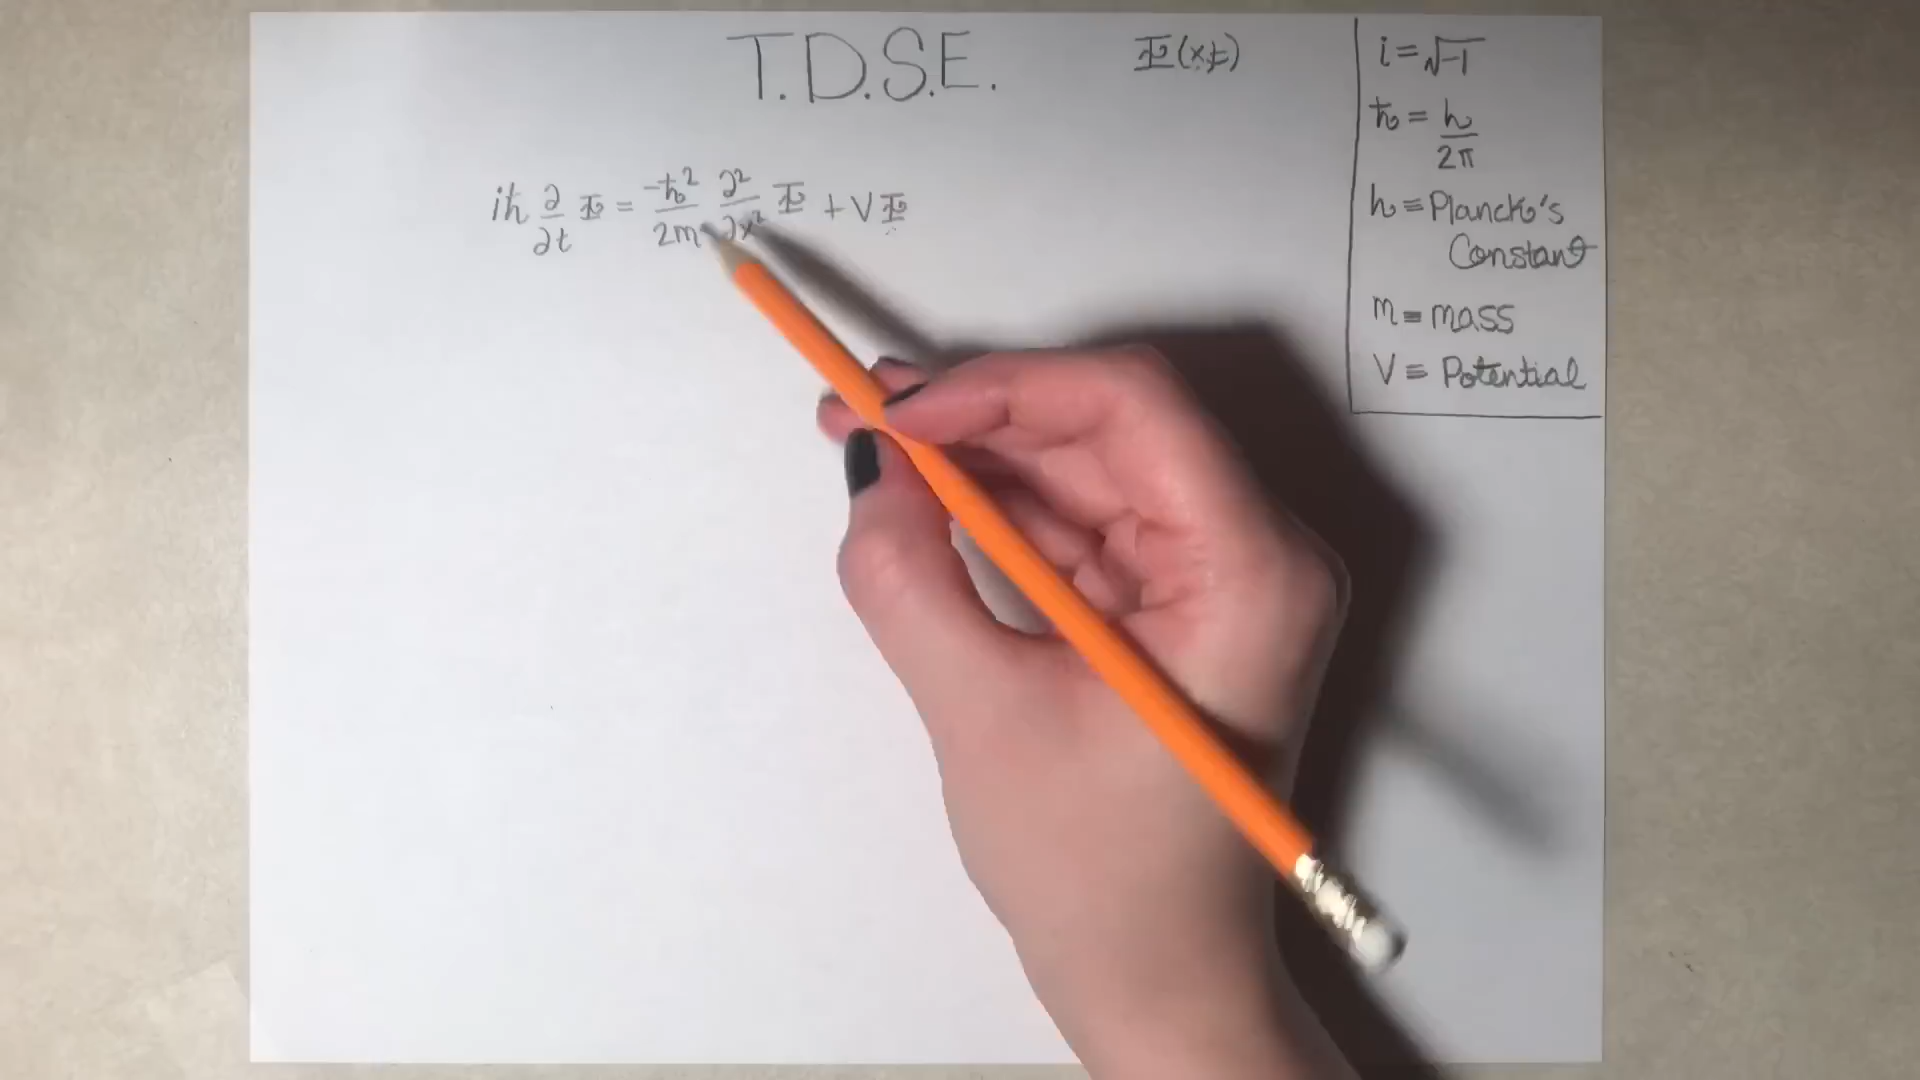 T.D.S.E.
Ψ(x,t)
iħ ∂/∂t Ψ = -ħ²/2m ∂²/∂x² Ψ + VΨ
i = √-1
ħ = h/2π
h ≡ Planck's
Constant
m ≡ mass
V ≡ Potential